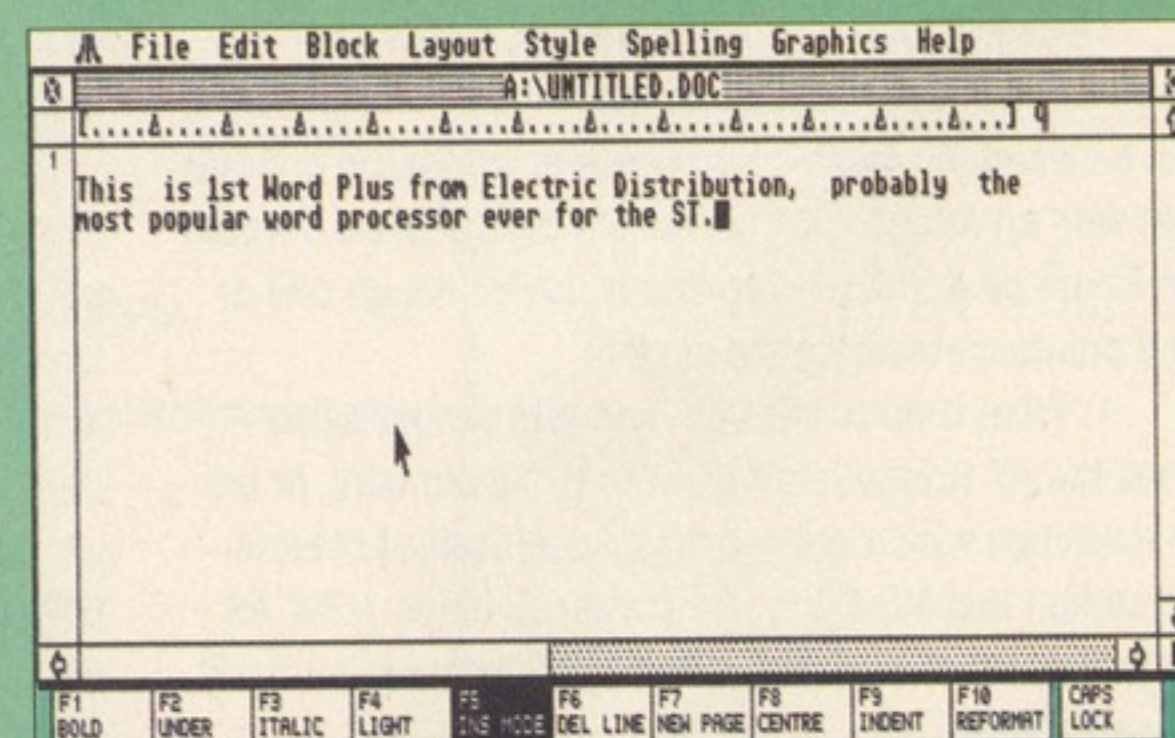 File Edit Block Layout Style Spelling Graphics Help
A:\UNTITLED.DOC
[....▵....▵....▵....▵....▵....▵....▵....▵....▵....▵....▵....▵...] 9
1
This  is 1st Word Plus from Electric Distribution,  probably  the
most popular word processor ever for the ST.
F1 F2 F3 F4 F5 F6 F7 F8 F9 F10 CAPS
BOLD UNDER ITALIC LIGHT INS MODE DEL LINE NEW PAGE CENTRE INDENT REFORMAT LOCK